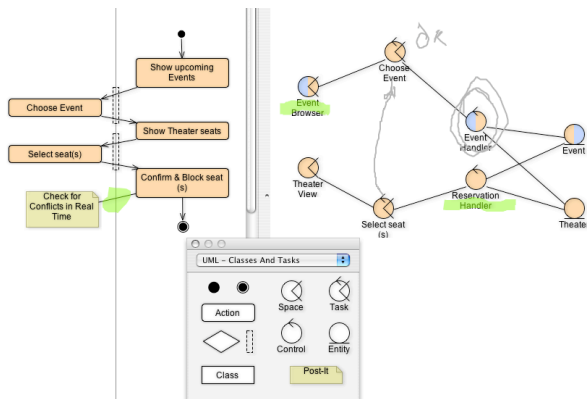 Show upcoming
Events
Choose Event
Show Theater seats
Select seat(s)
Confirm & Block seat
(s)
Check for
Conflicts in Real
Time
OK
Choose
Event
Event
Browser
Event
Handler
Event
Theater
View
Reservation
Handler
Select seat
(s)
Theate
UML – Classes And Tasks
Action
Space
Task
Control
Entity
Class
Post-It